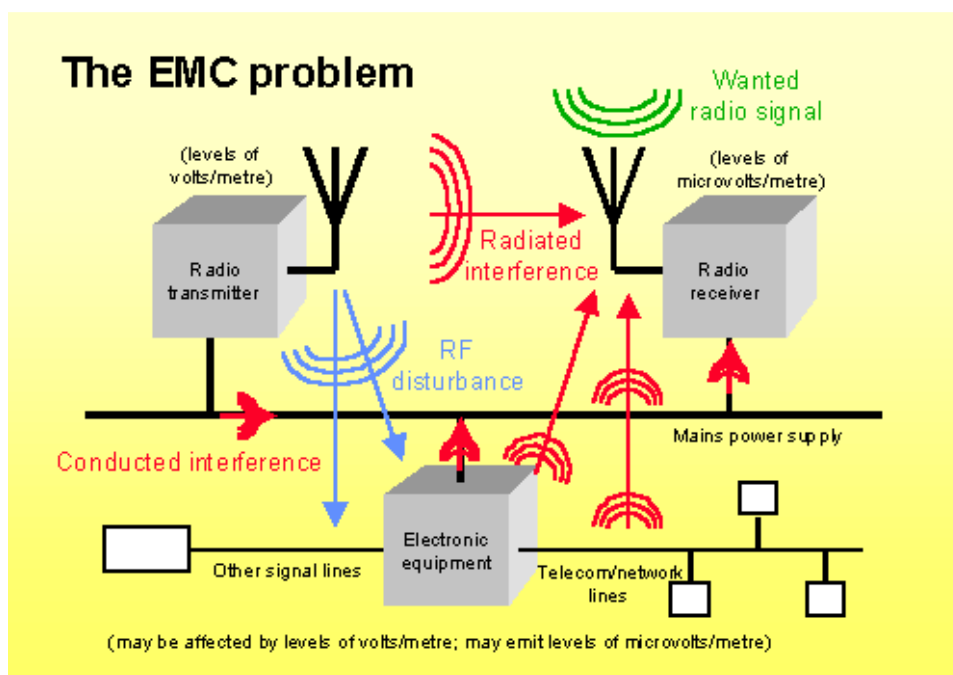 The EMC problem
Wanted
radio signal
(levels of
volts/metre)
(levels of
microvolts/metre)
Radio
transmitter
Radiated
interference
Radio
receiver
RF
disturbance
Mains power supply
Conducted interference
Electronic
equipment
Other signal lines
Telecom/network
lines
(may be affected by levels of volts/metre; may emit levels of microvolts/metre)